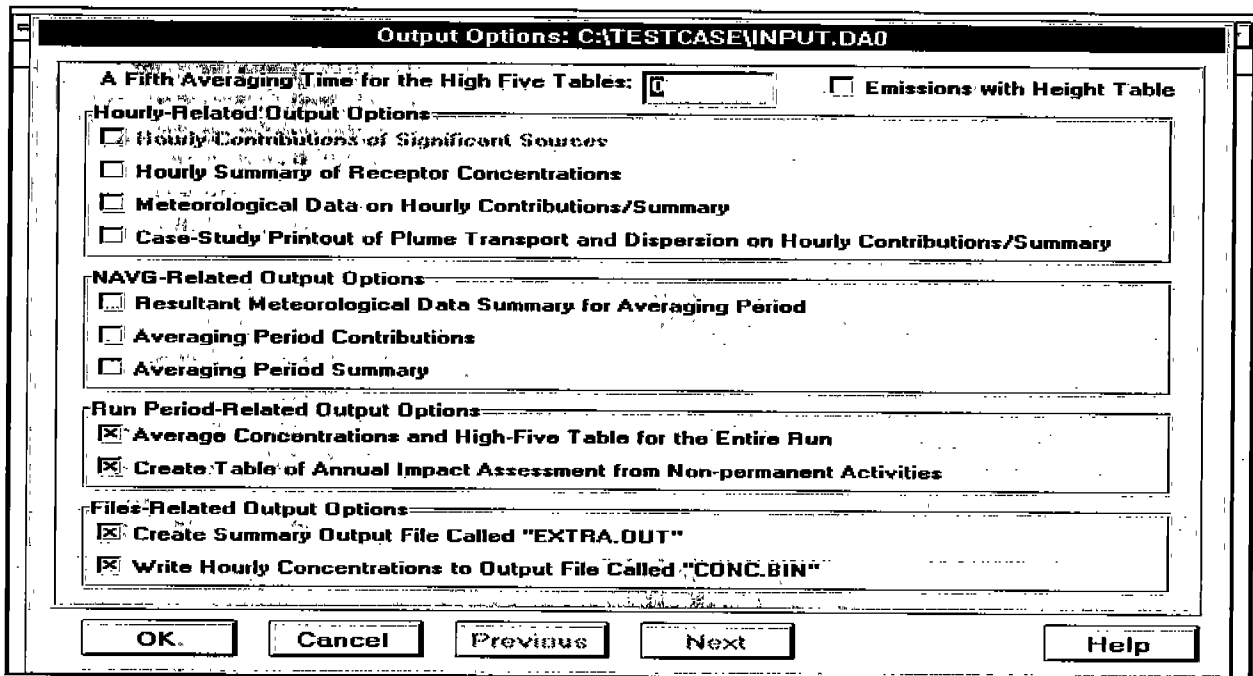 Output Options: C:\TESTCASE\INPUT.DA0
A Fifth Averaging Time for the High Five Tables: 0 Emissions with Height Table
Hourly-Related Output Options
Hourly Contributions of Significant Sources
Hourly Summary of Receptor Concentrations
Meteorological Data on Hourly Contributions/Summary
Case-Study Printout of Plume Transport and Dispersion on Hourly Contributions/Summary
NAVG-Related Output Options
Resultant Meteorological Data Summary for Averaging Period
Averaging Period Contributions
Averaging Period Summary
Run Period-Related Output Options
Average Concentrations and High-Five Table for the Entire Run
Create Table of Annual Impact Assessment from Non-permanent Activities
Files-Related Output Options
Create Summary Output File Called "EXTRA.OUT"
Write Hourly Concentrations to Output File Called "CONC.BIN"
OK Cancel Previous Next Help